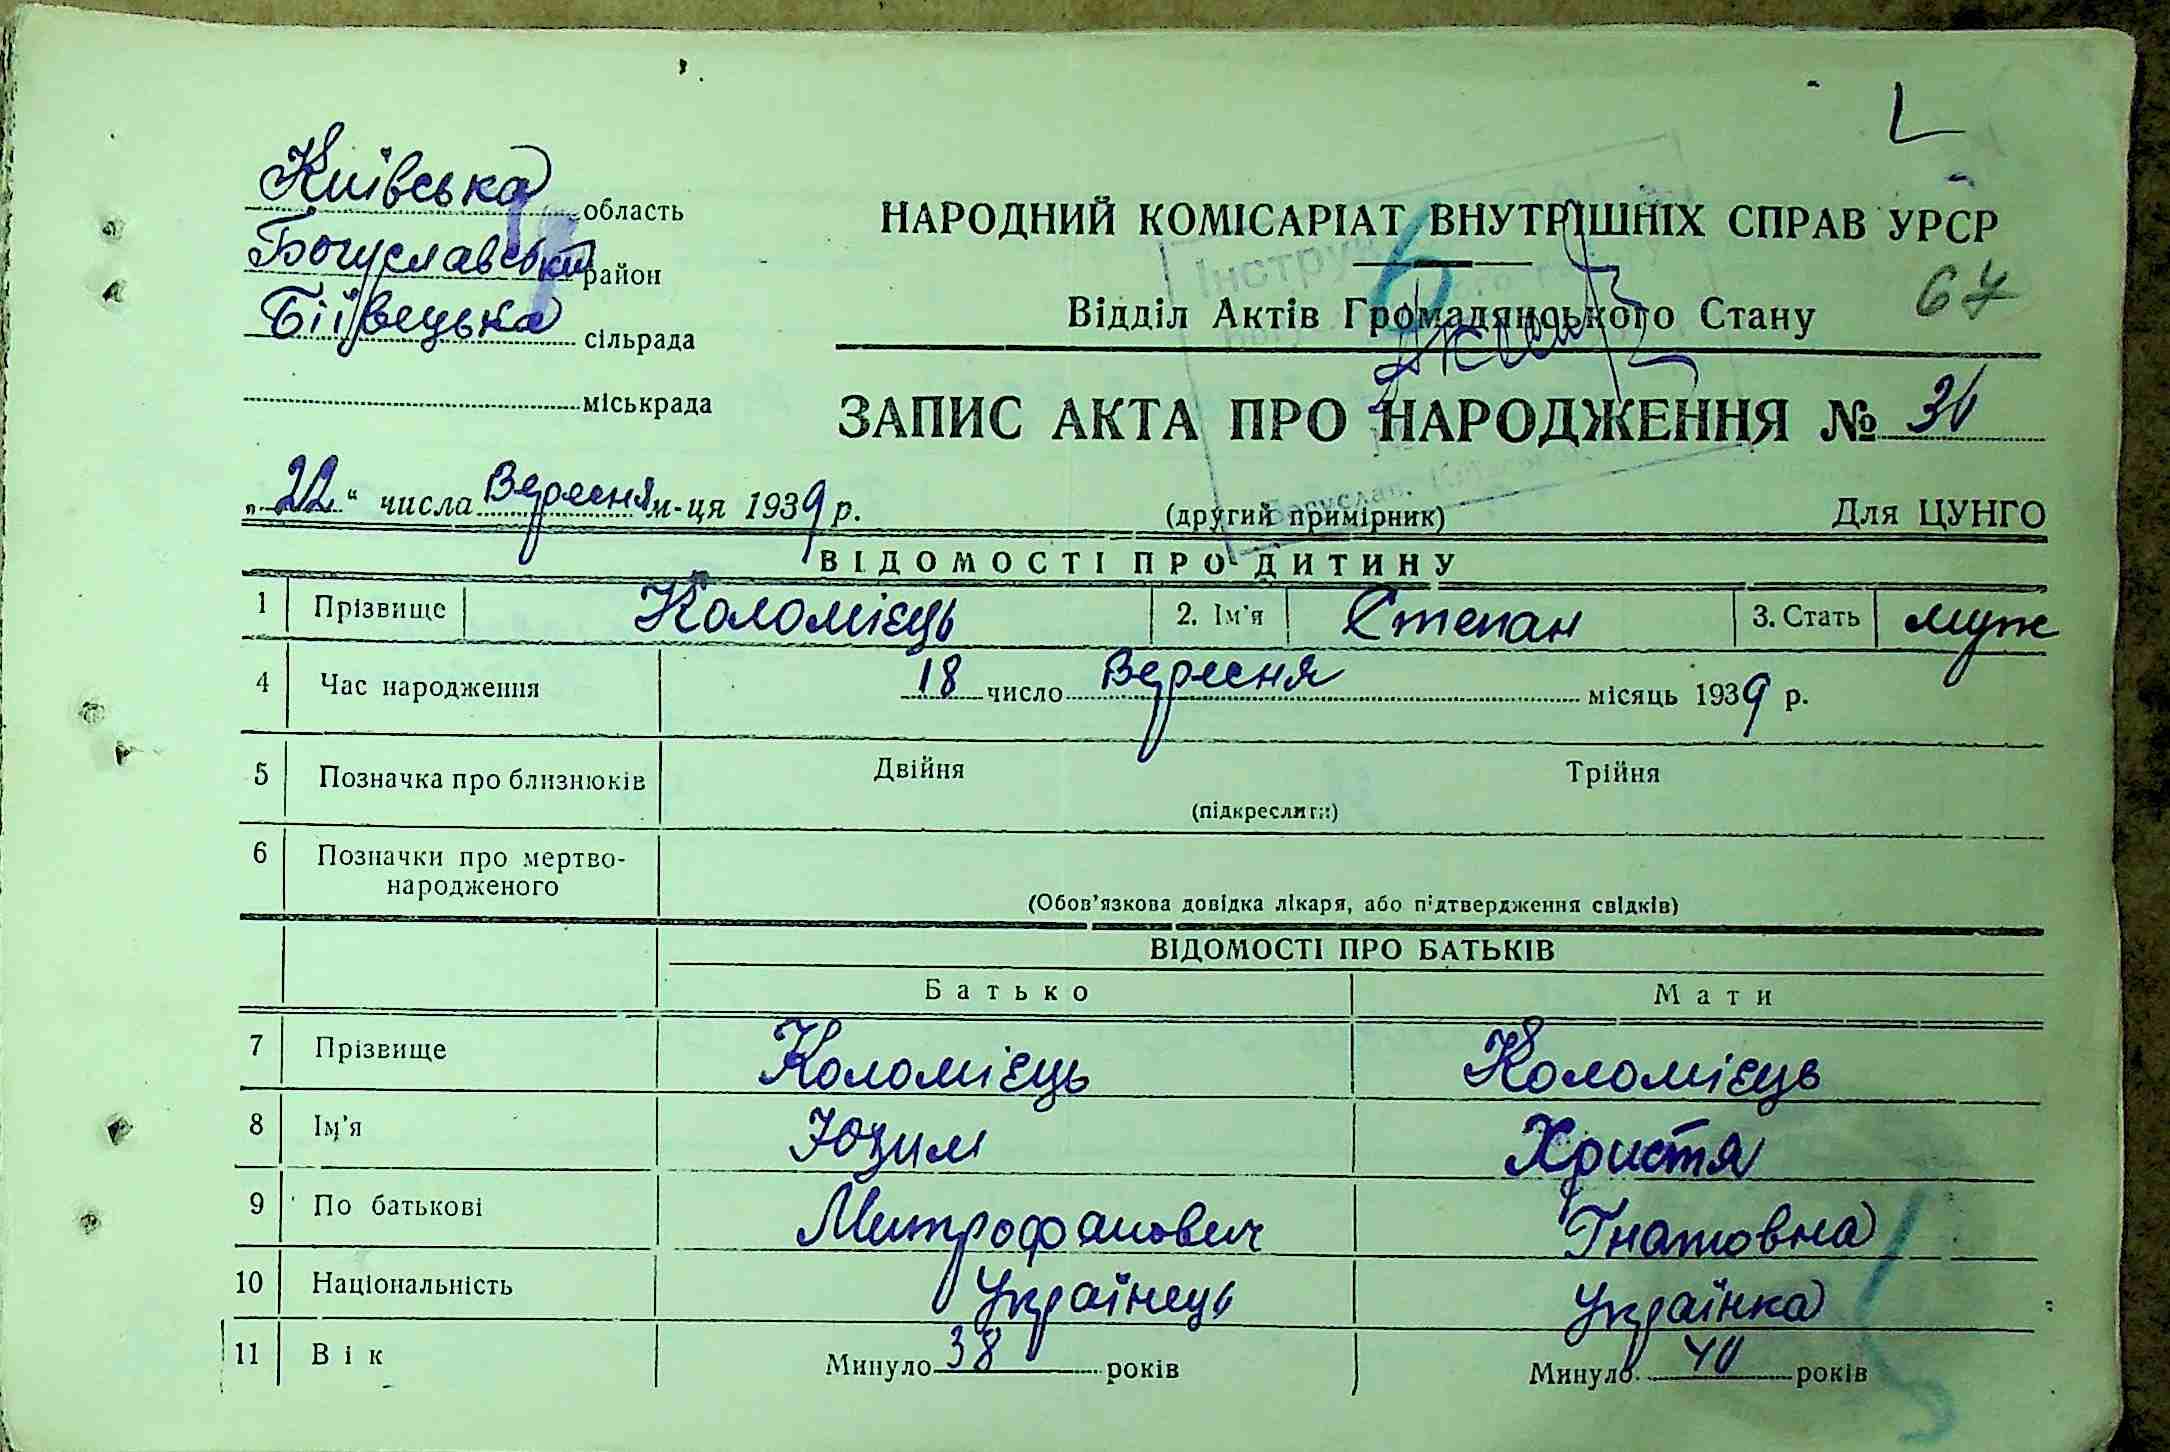 Київська область
Богуславський район
Біївецька сільрада
міськрада
НАРОДНИЙ КОМІСАРІАТ ВНУТРІШНІХ СПРАВ УРСР
6
67
Відділ Актів Громадянського Стану
ЗАПИС АКТА ПРО НАРОДЖЕННЯ № 36
„22“ числа Вересня м-ця 1939 р.
(другий примірник)
Для ЦУНГО
ВІДОМОСТІ ПРО ДИТИНУ
1 Прізвище Коломієць 2. Ім'я Степан 3. Стать муж
4 Час народження 18 число Вересня місяць 1939 р.
5 Позначка про близнюків Двійня Трійня
(підкреслити)
6 Позначки про мертво-
народженого
(Обов'язкова довідка лікаря, або підтвердження свідків)
ВІДОМОСТІ ПРО БАТЬКІВ
Батько Мати
7 Прізвище Коломієць Коломієць
8 Ім'я Юзим Христя
9 По батькові Митрофанович Гнатовна
10 Національність Українець Українка
11 Вік Минуло 38 років Минуло 40 років